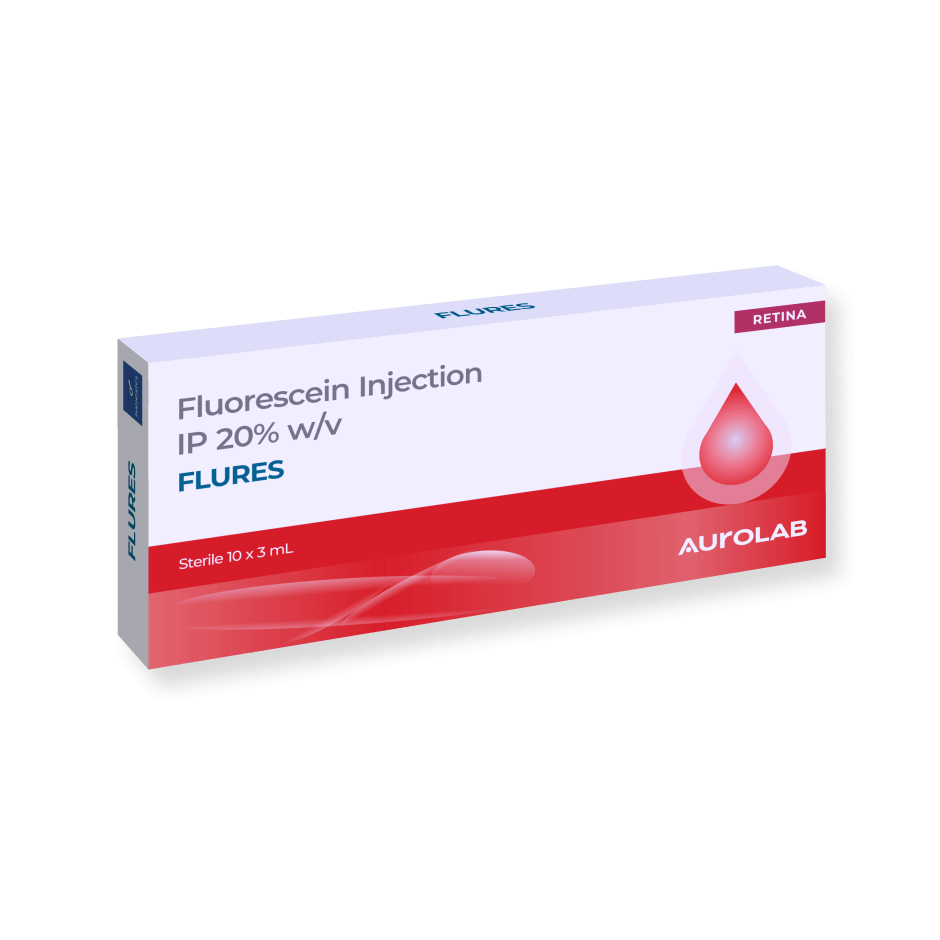 FLURES
RETINA
Fluorescein Injection
IP 20% w/v
FLURES
Sterile 10 x 3 mL
AUROLAB
FLURES